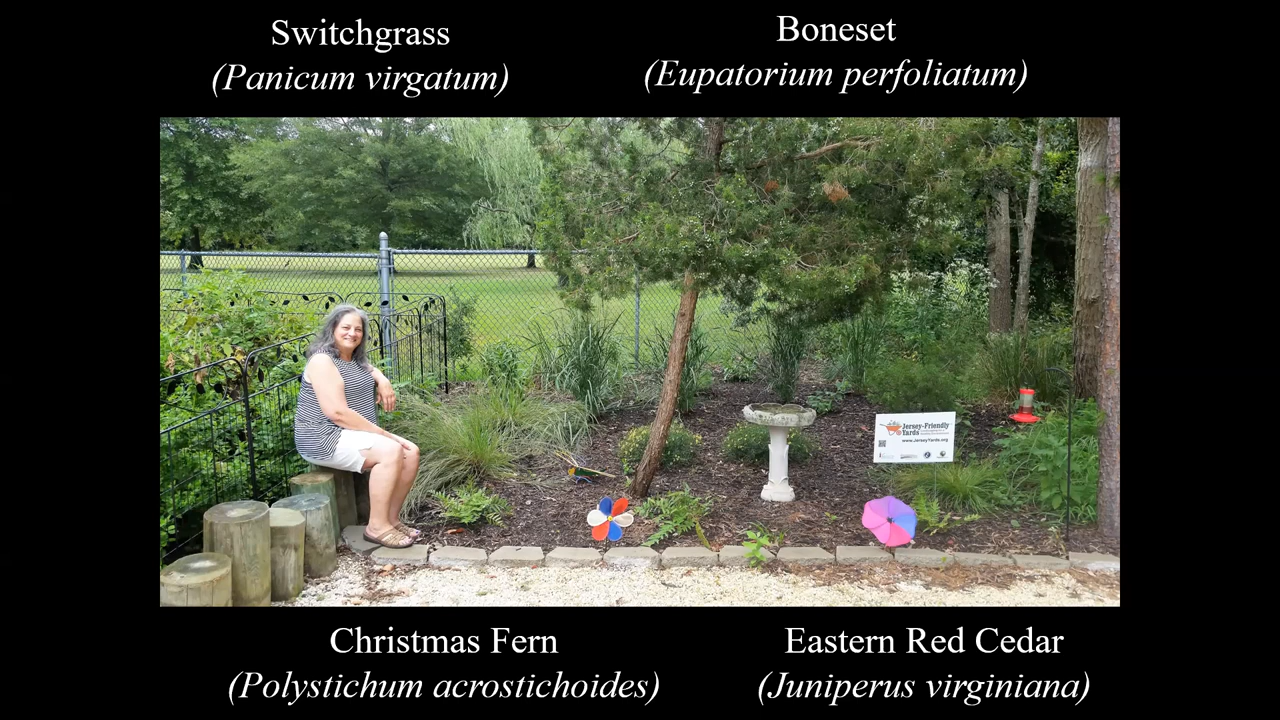 Switchgrass
(Panicum virgatum)
Boneset
(Eupatorium perfoliatum)
Jersey-Friendly
Yards
www.JerseyYards.org
Christmas Fern
(Polystichum acrostichoides)
Eastern Red Cedar
(Juniperus virginiana)